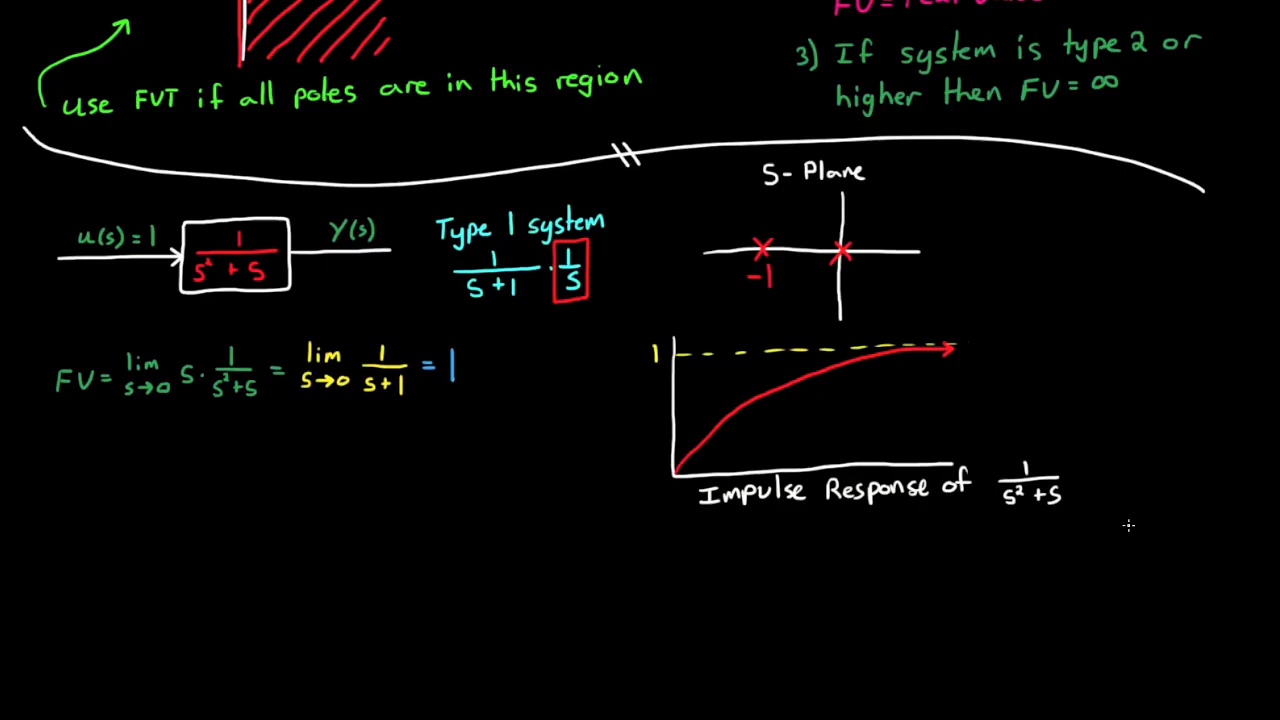 use FVT if all poles are in this region
3) If system is type 2 or
higher then FV = ∞
u(s) = 1
1
s² + s
Y(s)
Type 1 system
1/(s+1) · 1/s
S-Plane
-1
FV = lim s→0 s · 1/(s²+s) = lim s→0 1/(s+1) = 1
1
Impulse Response of 1/(s²+s)